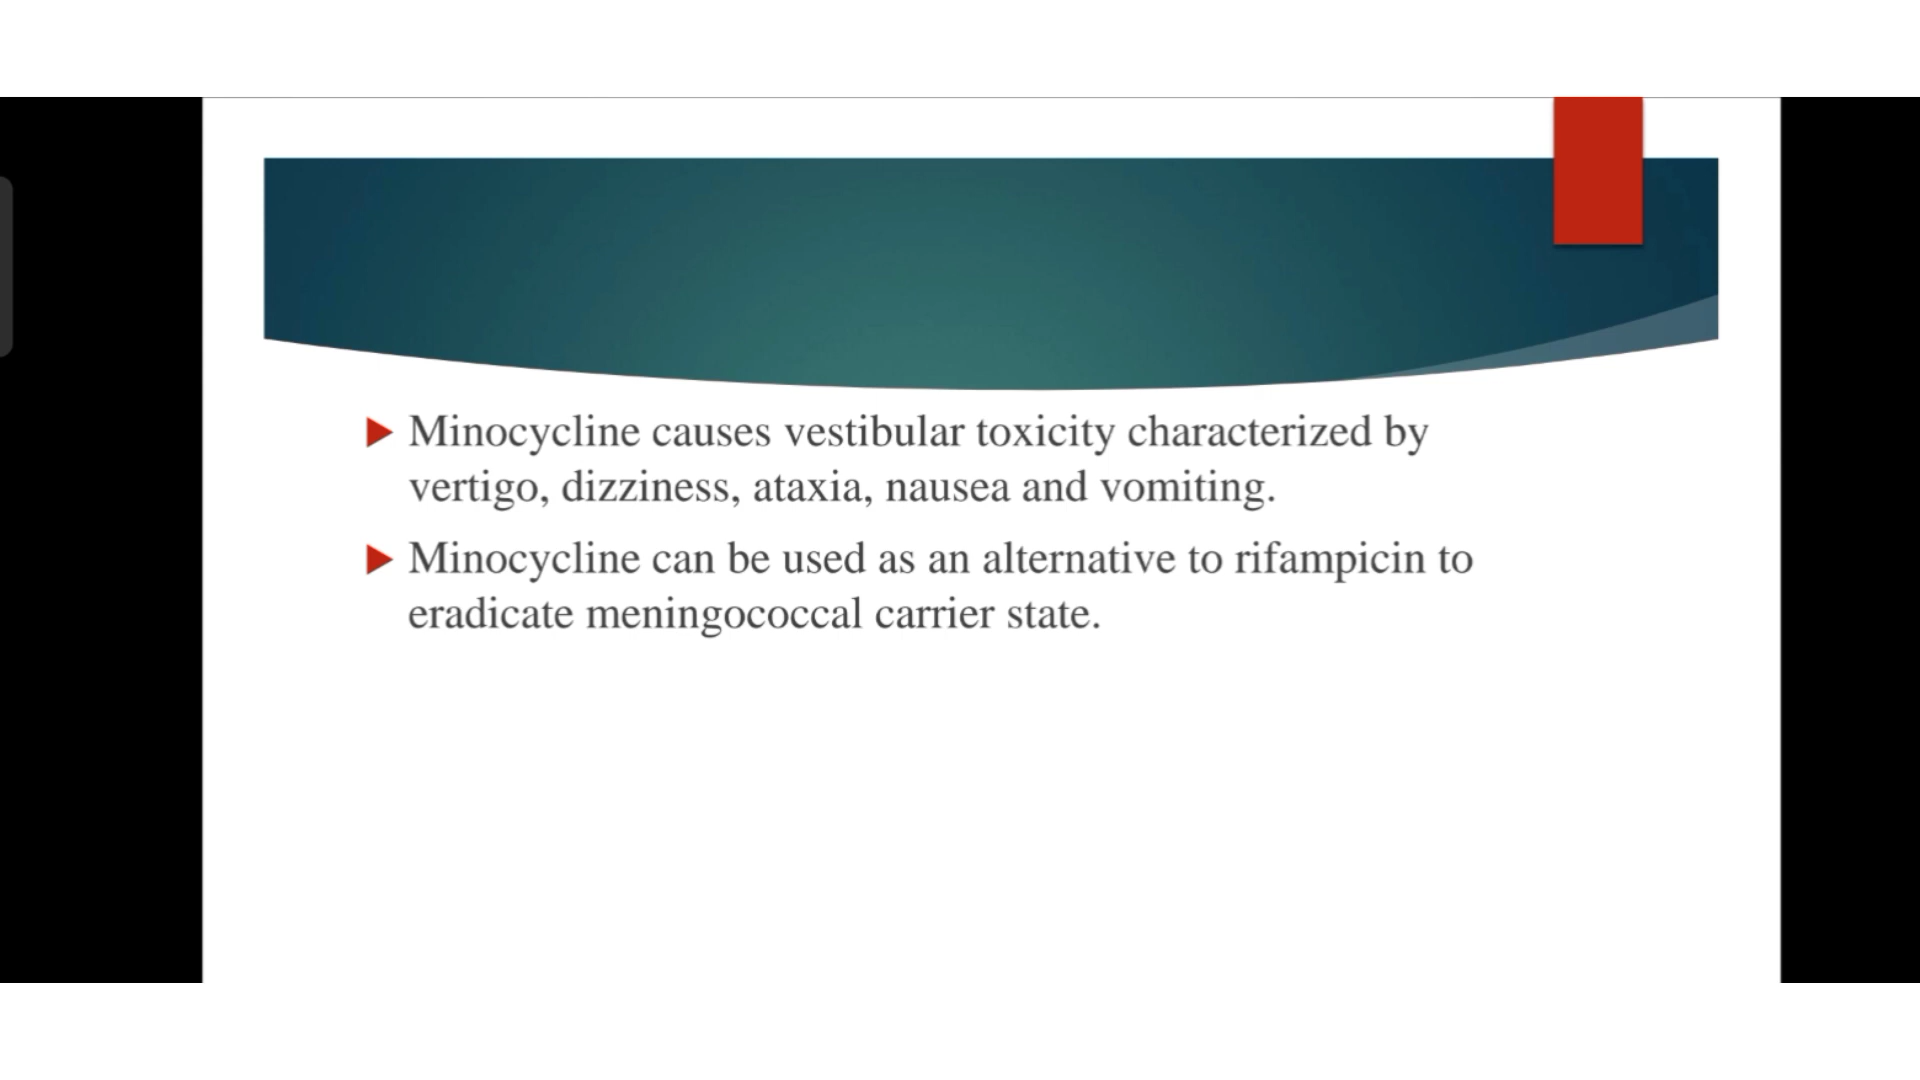 Minocycline causes vestibular toxicity characterized by
vertigo, dizziness, ataxia, nausea and vomiting.
Minocycline can be used as an alternative to rifampicin to
eradicate meningococcal carrier state.